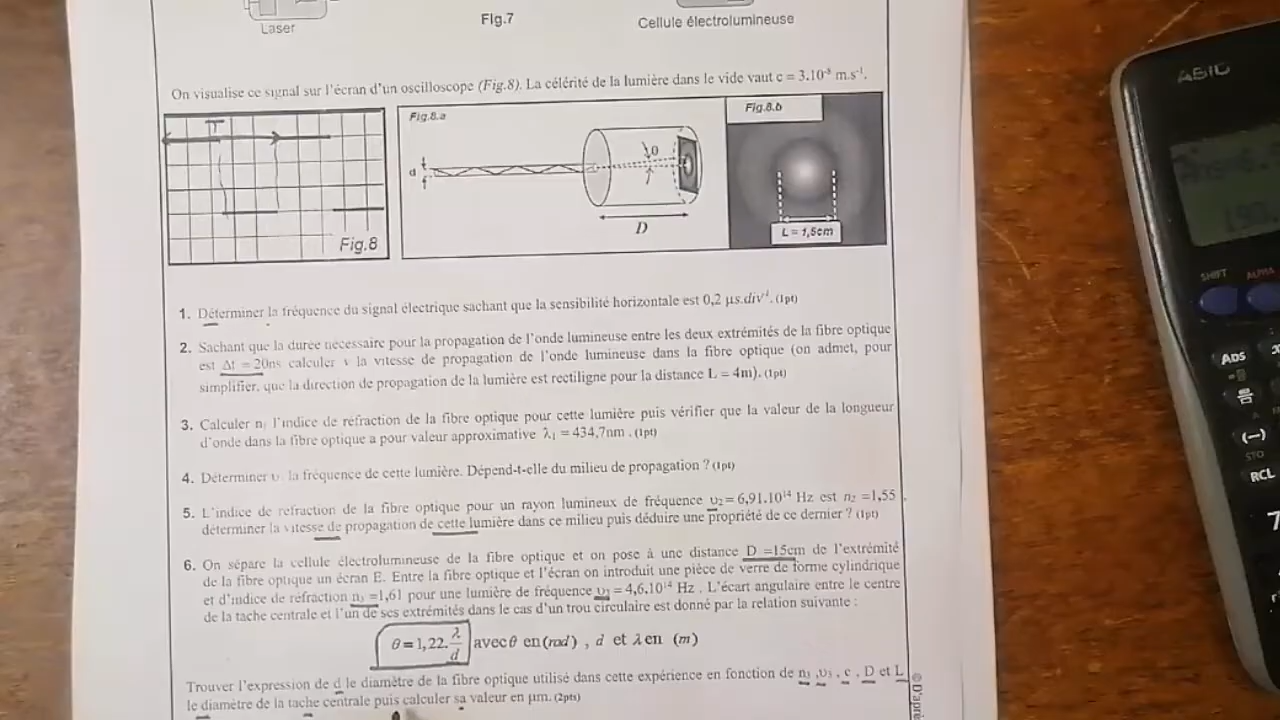 Laser
Fig.7
Cellule électrolumineuse
On visualise ce signal sur l'écran d'un oscilloscope (Fig.8). La célérité de la lumière dans le vide vaut c = 3.10⁸ m.s⁻¹.
T
Fig.8
Fig.8.a
d
θ
D
Fig.8.b
L = 1,5cm
1. Déterminer la fréquence du signal électrique sachant que la sensibilité horizontale est 0,2 μs.div⁻¹. (1pt)
2. Sachant que la durée nécessaire pour la propagation de l'onde lumineuse entre les deux extrémités de la fibre optique
est Δt = 20ns calculer v la vitesse de propagation de l'onde lumineuse dans la fibre optique (on admet, pour
simplifier, que la direction de propagation de la lumière est rectiligne pour la distance L = 4m). (1pt)
3. Calculer n₁ l'indice de réfraction de la fibre optique pour cette lumière puis vérifier que la valeur de la longueur
d'onde dans la fibre optique a pour valeur approximative λ₁ = 434,7nm . (1pt)
4. Déterminer υ₁ la fréquence de cette lumière. Dépend-t-elle du milieu de propagation ? (1pt)
5. L'indice de réfraction de la fibre optique pour un rayon lumineux de fréquence υ₂ = 6,91.10¹⁴ Hz est n₂ =1,55 .
déterminer la vitesse de propagation de cette lumière dans ce milieu puis déduire une propriété de ce dernier ? (1pt)
6. On sépare la cellule électrolumineuse de la fibre optique et on pose à une distance D =15cm de l'extrémité
de la fibre optique un écran E. Entre la fibre optique et l'écran on introduit une pièce de verre de forme cylindrique
et d'indice de réfraction n₃ =1,61 pour une lumière de fréquence υ₃ = 4,6.10¹⁴ Hz . L'écart angulaire entre le centre
de la tache centrale et l'un de ses extrémités dans le cas d'un trou circulaire est donné par la relation suivante :
θ = 1,22. λ/d avec θ en (rad) , d et λ en (m)
Trouver l'expression de d le diamètre de la fibre optique utilisé dans cette expérience en fonction de n₃ ,υ₃ , c , D et L
le diamètre de la tache centrale puis calculer sa valeur en μm. (2pts)
© D'apré
SHIFT
ALPHA
ABS
(—)
STO
RCL
7